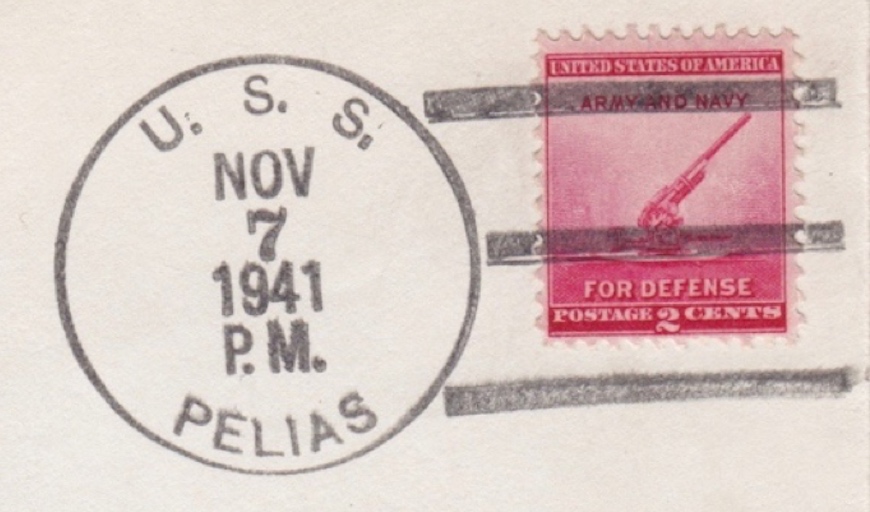 U. S. S.
NOV
7
1941
P. M.
PELIAS
UNITED STATES OF AMERICA
ARMY AND NAVY
FOR DEFENSE
POSTAGE 2 CENTS